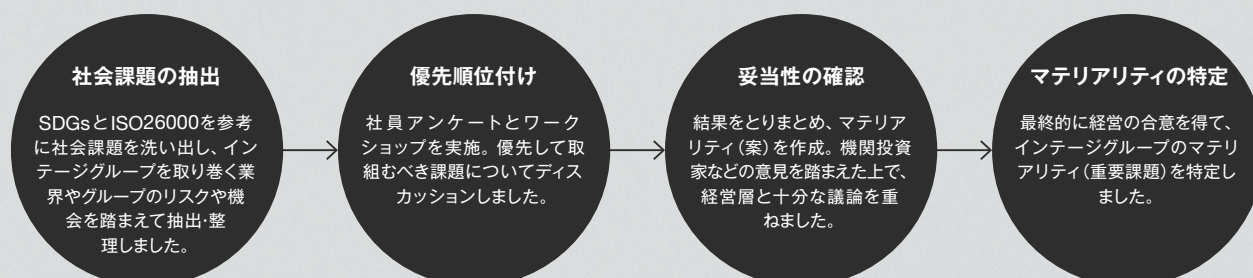 社会課題の抽出
SDGsとISO26000を参考
に社会課題を洗い出し、イン
テージグループを取り巻く業
界やグループのリスクや機
会を踏まえて抽出・整
理しました。
優先順位付け
社員アンケートとワーク
ショップを実施。優先して取
組むべき課題についてディス
カッションしました。
妥当性の確認
結果をとりまとめ、マテリア
リティ(案)を作成。機関投資
家などの意見を踏まえた上で、
経営層と十分な議論を重
ねました。
マテリアリティの特定
最終的に経営の合意を得て、
インテージグループのマテリ
アリティ(重要課題)を特定し
ました。